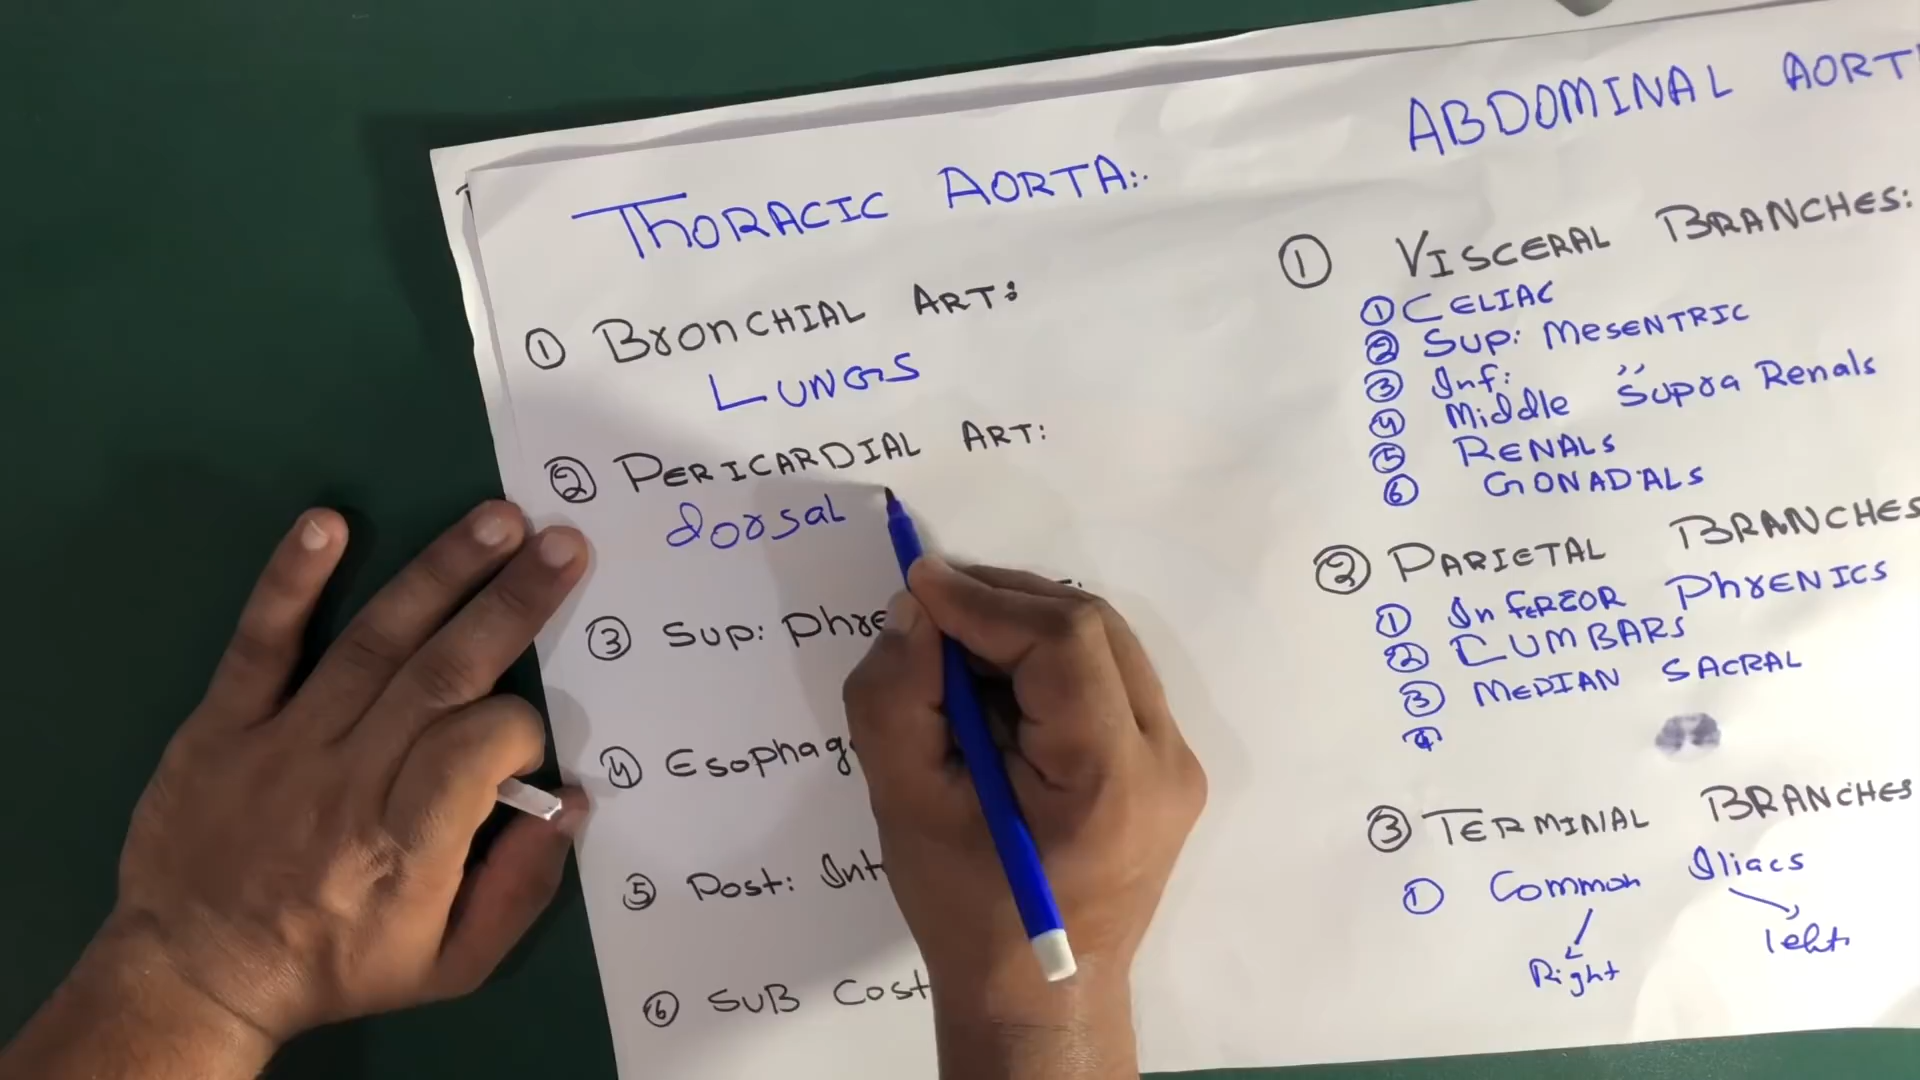 THORACIC AORTA:.
① BronCHIAL ART:
LUNGS
② PERICARDIAL ART:
dorsal
③ Sup: Phre
④ Esophag
⑤ Post: Int
⑥ SUB Cost
ABDOMINAL AORT
① VISCERAL BRANCHES:
① CELIAC
② Sup: MesENTRIC
③ Inf: ,, ,,
④ Middle Supra Renals
⑤ RENALS
⑥ GONADALS
② PARIETAL BRANCHES
① InfEREOR PhrENICS
② LUMBARS
③ MEDIAN SACRAL
④
③ TERMINAL BRANCHES
① Common Iliacs
Right
left